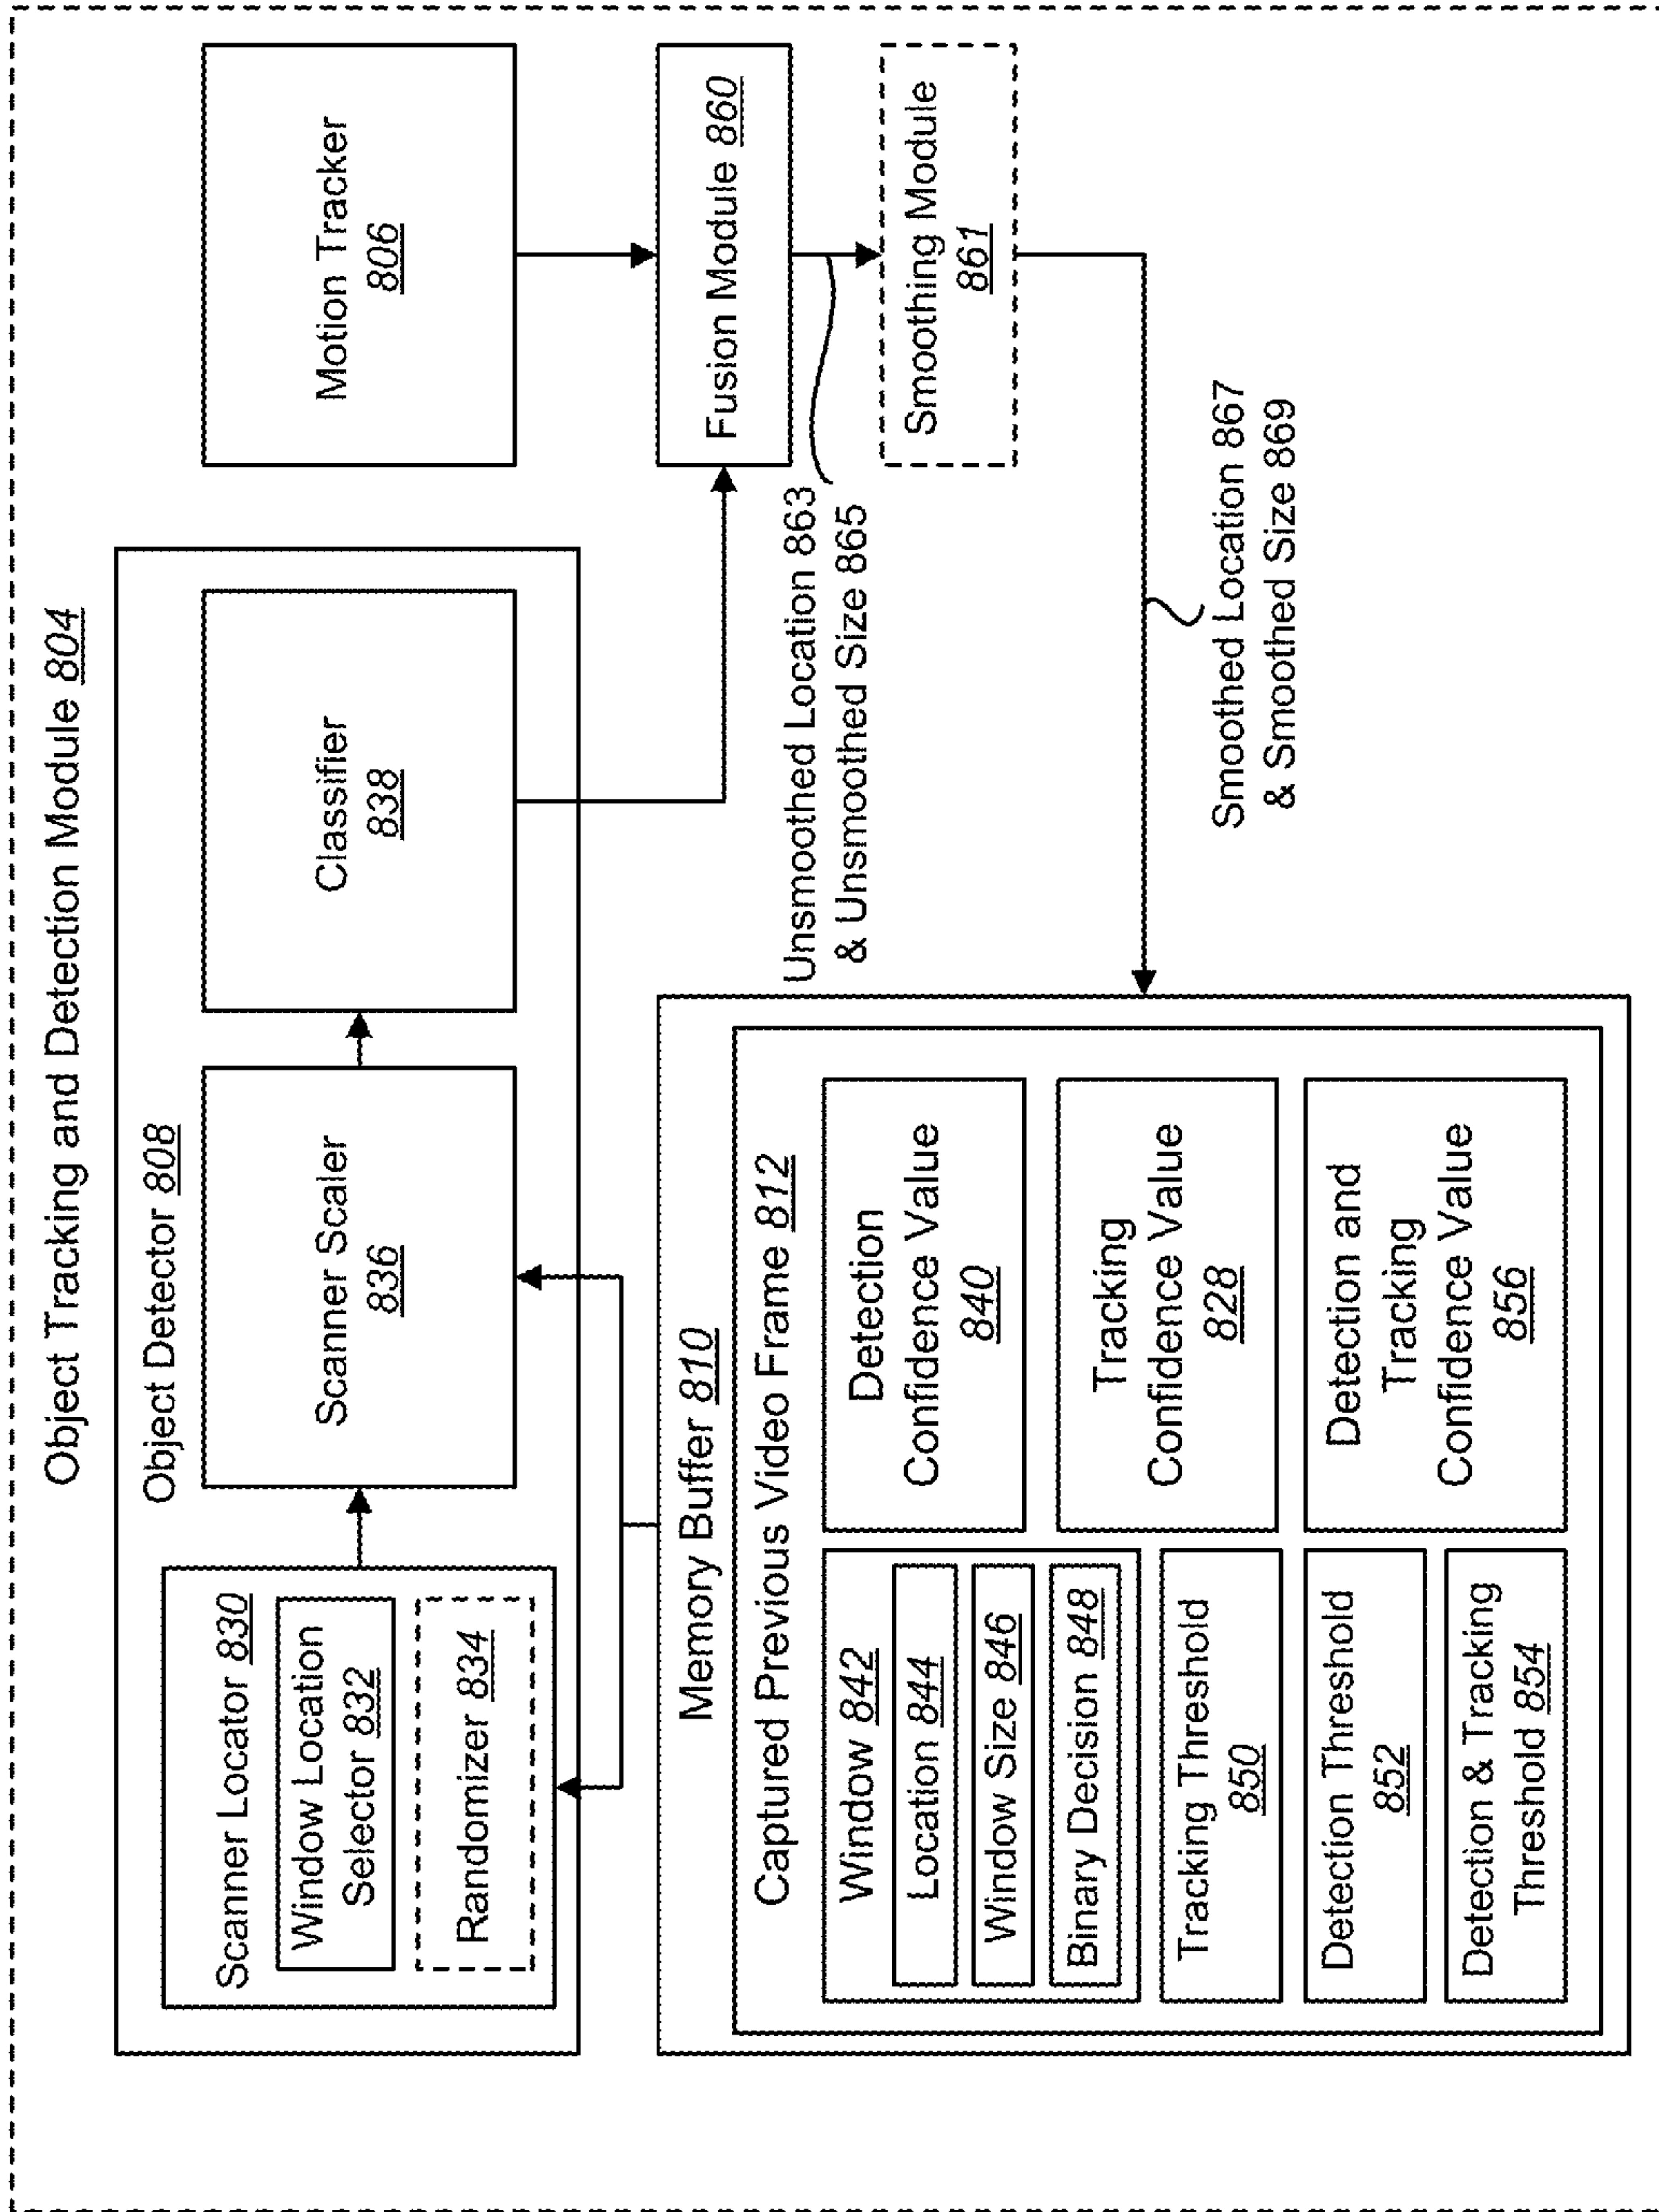 Object Tracking and Detection Module 804
Object Detector 808
Scanner Locator 830
Window Location
Selector 832
Randomizer 834
Scanner Scaler
836
Classifier
838
Motion Tracker
806
Memory Buffer 810
Captured Previous Video Frame 812
Window 842
Location 844
Window Size 846
Binary Decision 848
Tracking Threshold
850
Detection Threshold
852
Detection & Tracking
Threshold 854
Detection
Confidence Value
840
Tracking
Confidence Value
828
Detection and
Tracking
Confidence Value
856
Fusion Module 860
Unsmoothed Location 863
& Unsmoothed Size 865
Smoothing Module
861
Smoothed Location 867
& Smoothed Size 869